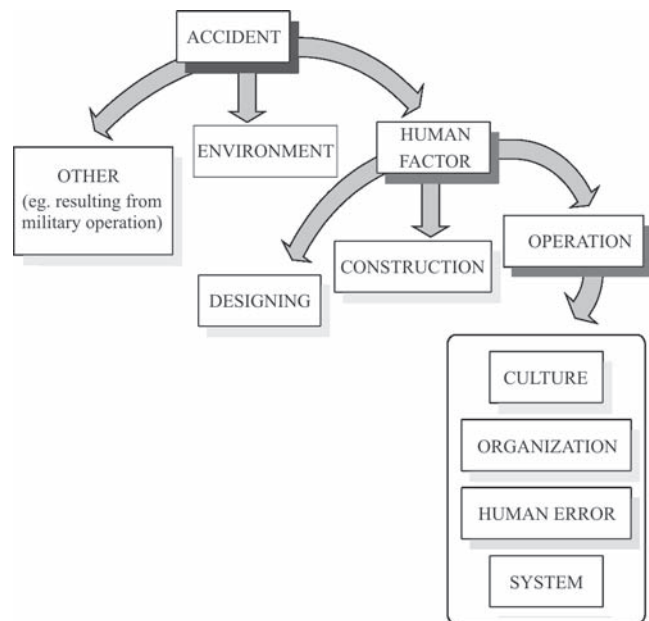 ACCIDENT
ENVIRONMENT
HUMAN
FACTOR
OTHER
(eg. resulting from
military operation)
OPERATION
CONSTRUCTION
DESIGNING
CULTURE
ORGANIZATION
HUMAN ERROR
SYSTEM